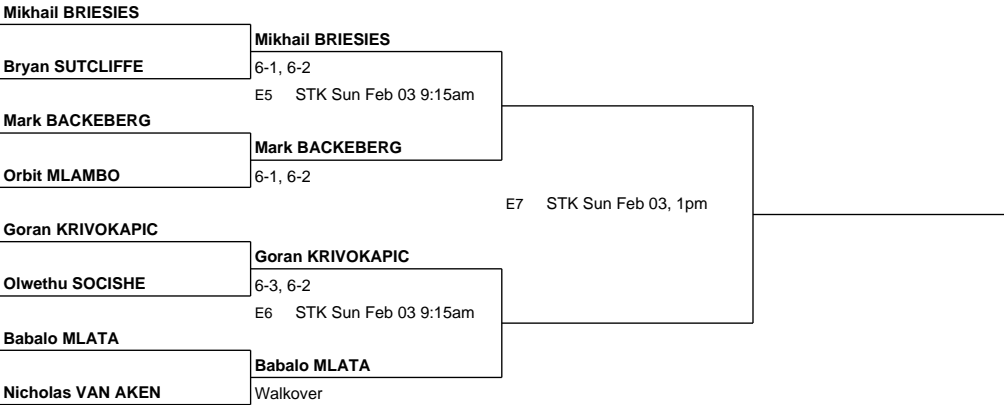 Mikhail BRIESIES
Mikhail BRIESIES
Bryan SUTCLIFFE
6-1, 6-2
E5 STK Sun Feb 03 9:15am
Mark BACKEBERG
Mark BACKEBERG
Orbit MLAMBO
6-1, 6-2
E7 STK Sun Feb 03, 1pm
Goran KRIVOKAPIC
Goran KRIVOKAPIC
Olwethu SOCISHE
6-3, 6-2
E6 STK Sun Feb 03 9:15am
Babalo MLATA
Babalo MLATA
Nicholas VAN AKEN
Walkover